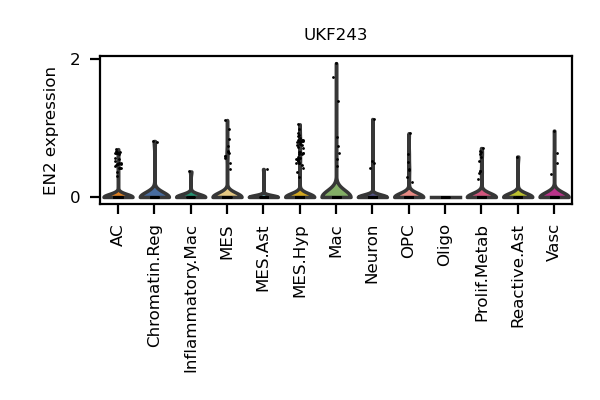 UKF243
EN2 expression
2
0
AC
Chromatin.Reg
Inflammatory.Mac
MES
MES.Ast
MES.Hyp
Mac
Neuron
OPC
Oligo
Prolif.Metab
Reactive.Ast
Vasc